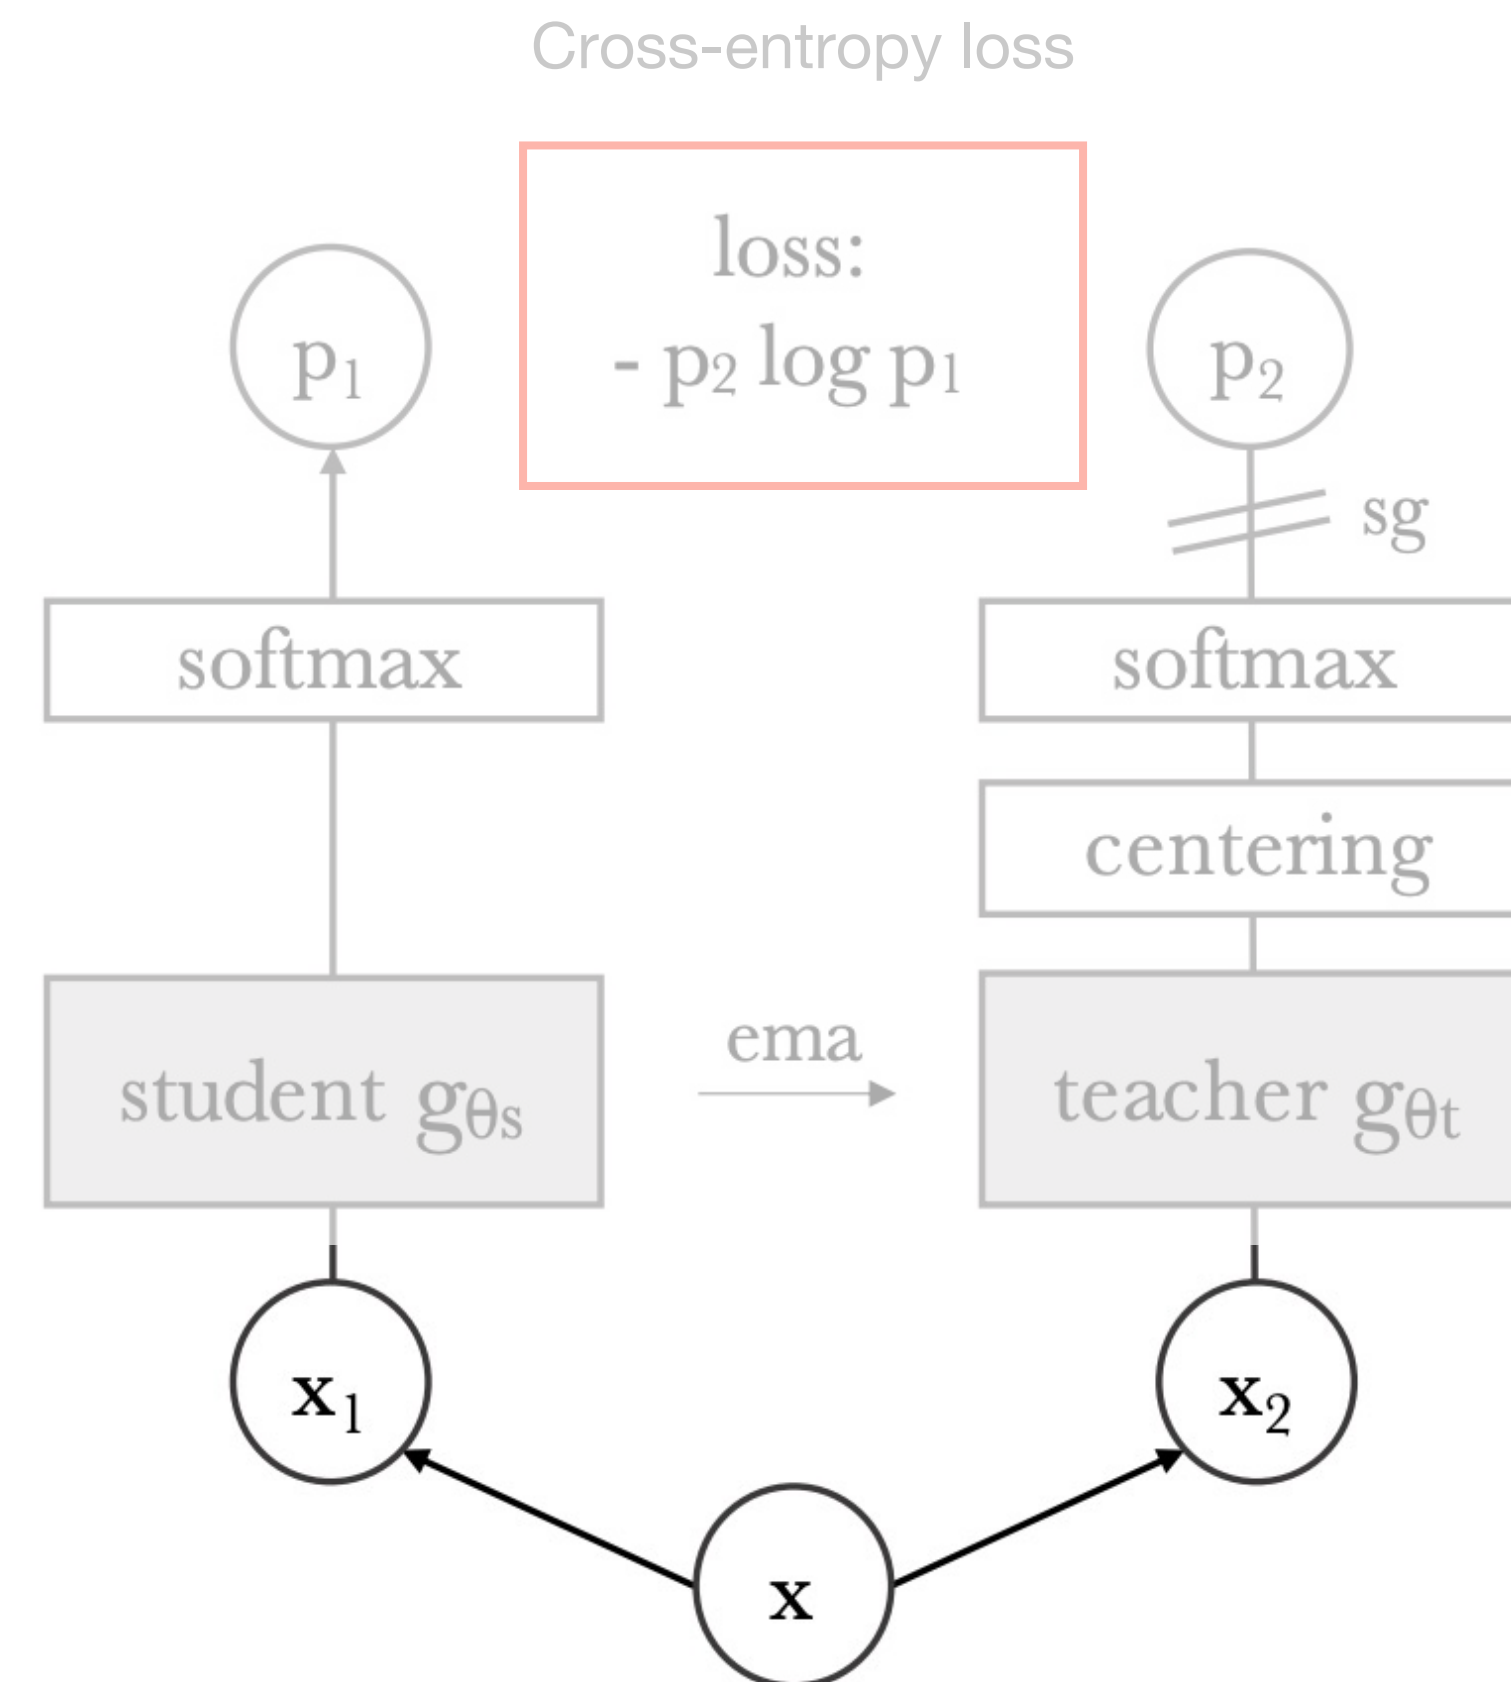 Cross-entropy loss
loss:
- p₂ log p₁
p₁
p₂
sg
softmax
softmax
centering
ema
student gθs
teacher gθt
x₁
x₂
x